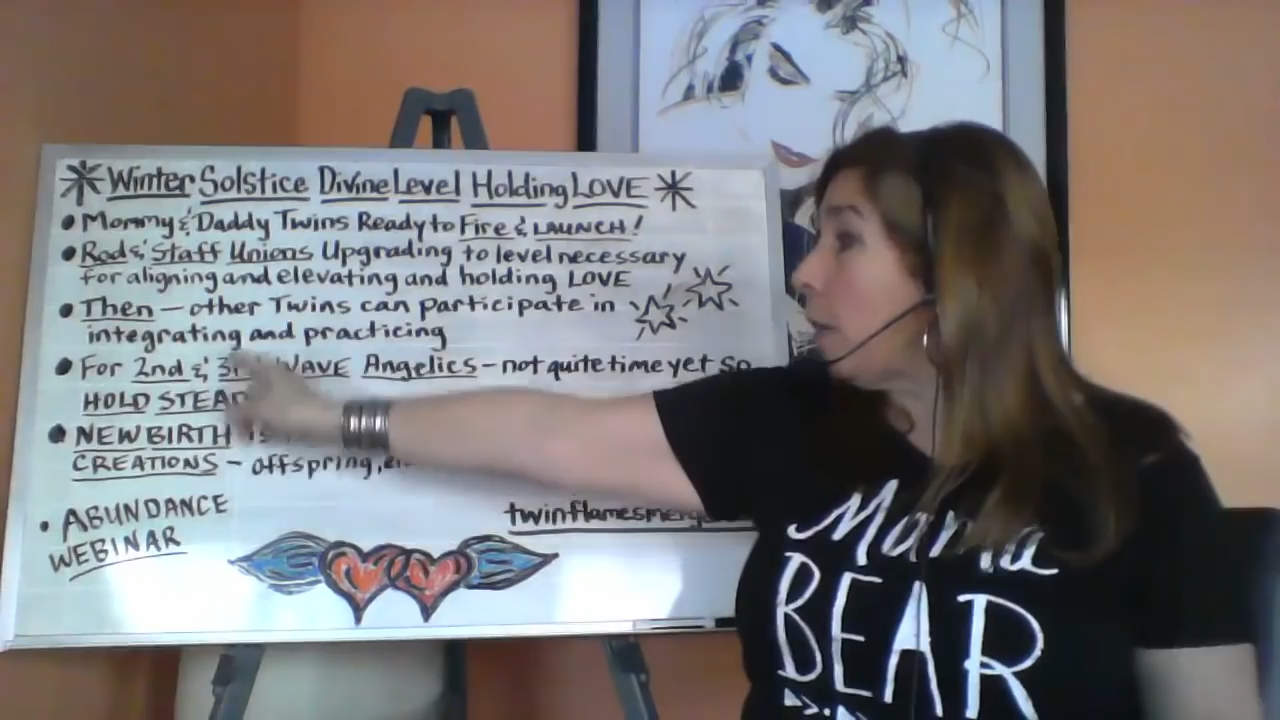 Winter Solstice Divine Level Holding LOVE
• Mommy & Daddy Twins Ready to Fire & LAUNCH!
• Rod & Staff Unions Upgrading to level necessary
for aligning and elevating and holding LOVE
• Then – other Twins can participate in
integrating and practicing
• For 2nd & WAVE Angelics – not quite time yet so
HOLD
• NEW BIRTH
CREATIONS – offspring,
• ABUNDANCE
WEBINAR
Mama
BEAR